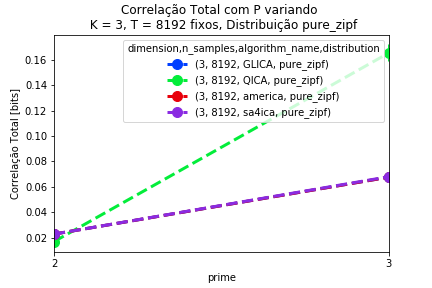 Correlação Total com P variando
K = 3, T = 8192 fixos, Distribuição pure_zipf
dimension,n_samples,algorithm_name,distribution
(3, 8192, GLICA, pure_zipf)
(3, 8192, QICA, pure_zipf)
(3, 8192, america, pure_zipf)
(3, 8192, sa4ica, pure_zipf)
Correlação Total [bits]
0.16
0.14
0.12
0.10
0.08
0.06
0.04
0.02
2
3
prime